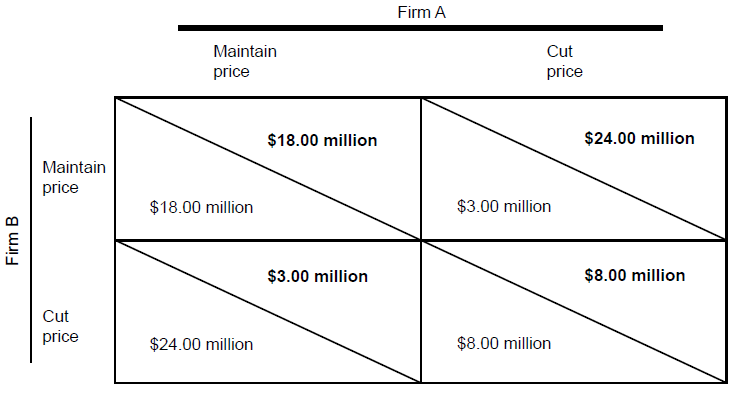 Firm A
Maintain
price
Cut
price
Firm B
Maintain
price
$18.00 million
$18.00 million
$24.00 million
$3.00 million
Cut
price
$3.00 million
$24.00 million
$8.00 million
$8.00 million